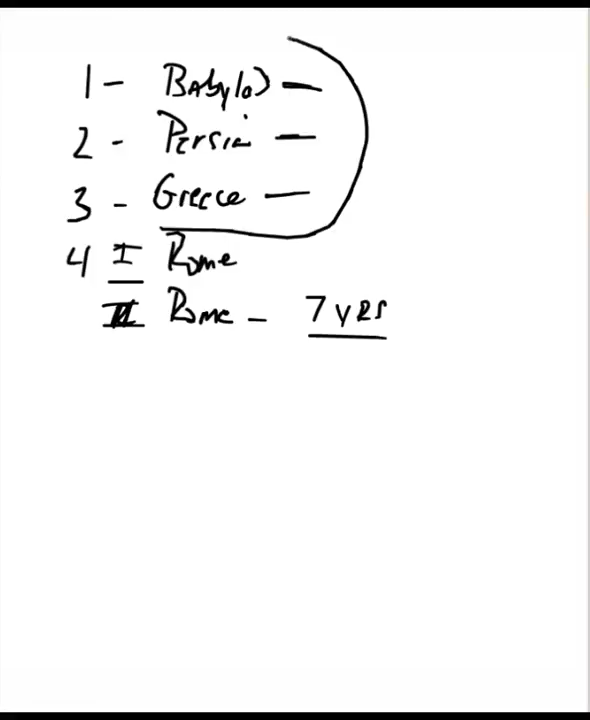 1 - Babylon -
2 - Persia -
3 - Greece -
4 I Rome
II Rome - 7 yrs